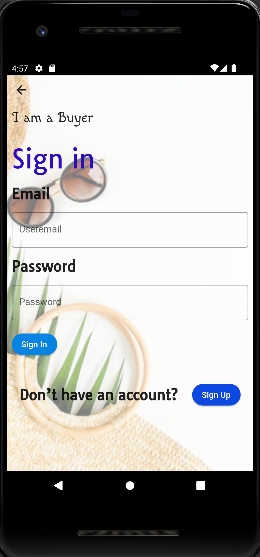 4:57
I am a Buyer
Sign in
Email
Useremail
Password
Password
Sign In
Don't have an account? Sign Up